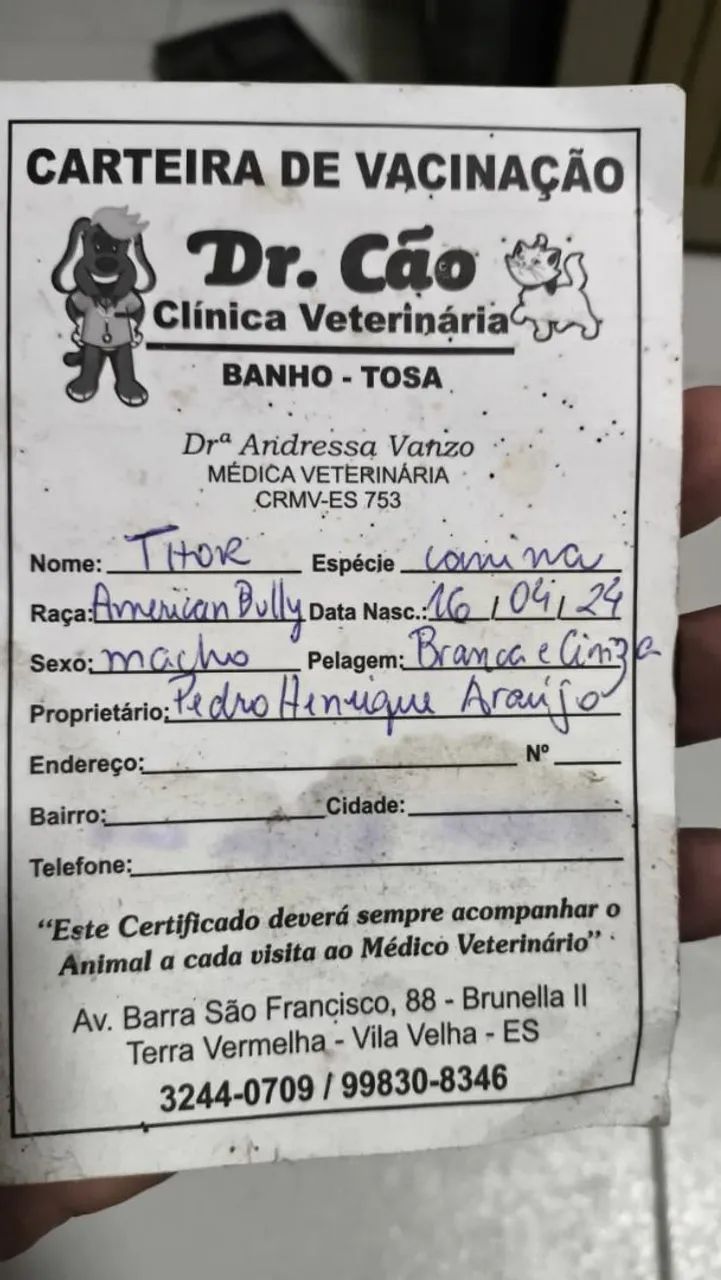 CARTEIRA DE VACINAÇÃO
Dr. Cão
Clínica Veterinária
BANHO - TOSA
Drª Andressa Vanzo
MÉDICA VETERINÁRIA
CRMV-ES 753
Nome: THOR Espécie canina
Raça: American Bully Data Nasc.: 16 / 04 / 24
Sexo: macho Pelagem: Branca e Cinza
Proprietário: Pedro Henrique Araújo
Endereço: Nº
Bairro: Cidade:
Telefone:
“Este Certificado deverá sempre acompanhar o
Animal a cada visita ao Médico Veterinário”
Av. Barra São Francisco, 88 - Brunella II
Terra Vermelha - Vila Velha - ES
3244-0709 / 99830-8346